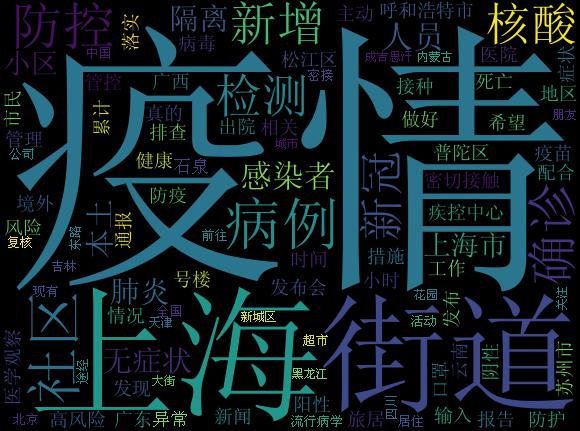 防控
落实
隔离
病毒
新增
主动
呼和浩特市
人员
核酸
小区
中国
松江区
密接
成吉思汗
内蒙古
医院
症状
疫情
市民
管控
广西
检测
接种
死亡
地区
累计
真的
排查
出院
相关
城市
做好
希望
朋友
管理
公司
健康
石泉
感染者
新冠
普陀区
疫苗
配合
境外
防疫
密切接触
风险
复核
本土
通报
病例
疾控中心
确诊
东路
前往
措施
上海市
吉林
号楼
时间
小时
工作
现有
肺炎
发布会
花园
发布
关注
社区
上海
街道
情况
天津
全国
新城区
活动
医学观察
途经
无症状
超市
口罩
云南
阴性
苏州市
发现
大街
黑龙江
北京
高风险
广东
异常
新闻
阳性
流行病学
旅居
四川
居住
输入
报告
防护